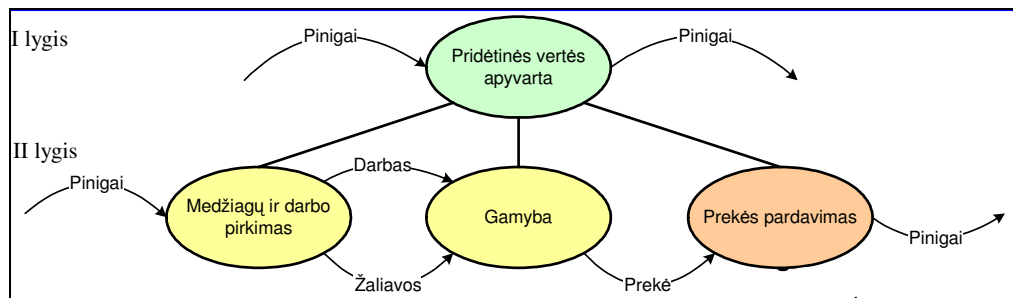 I lygis
Pinigai
Pinigai
Pridėtinės vertės
apyvarta
II lygis
Pinigai
Darbas
Medžiagų ir darbo
pirkimas
Gamyba
Prekės pardavimas
Pinigai
Žaliavos
Prekė